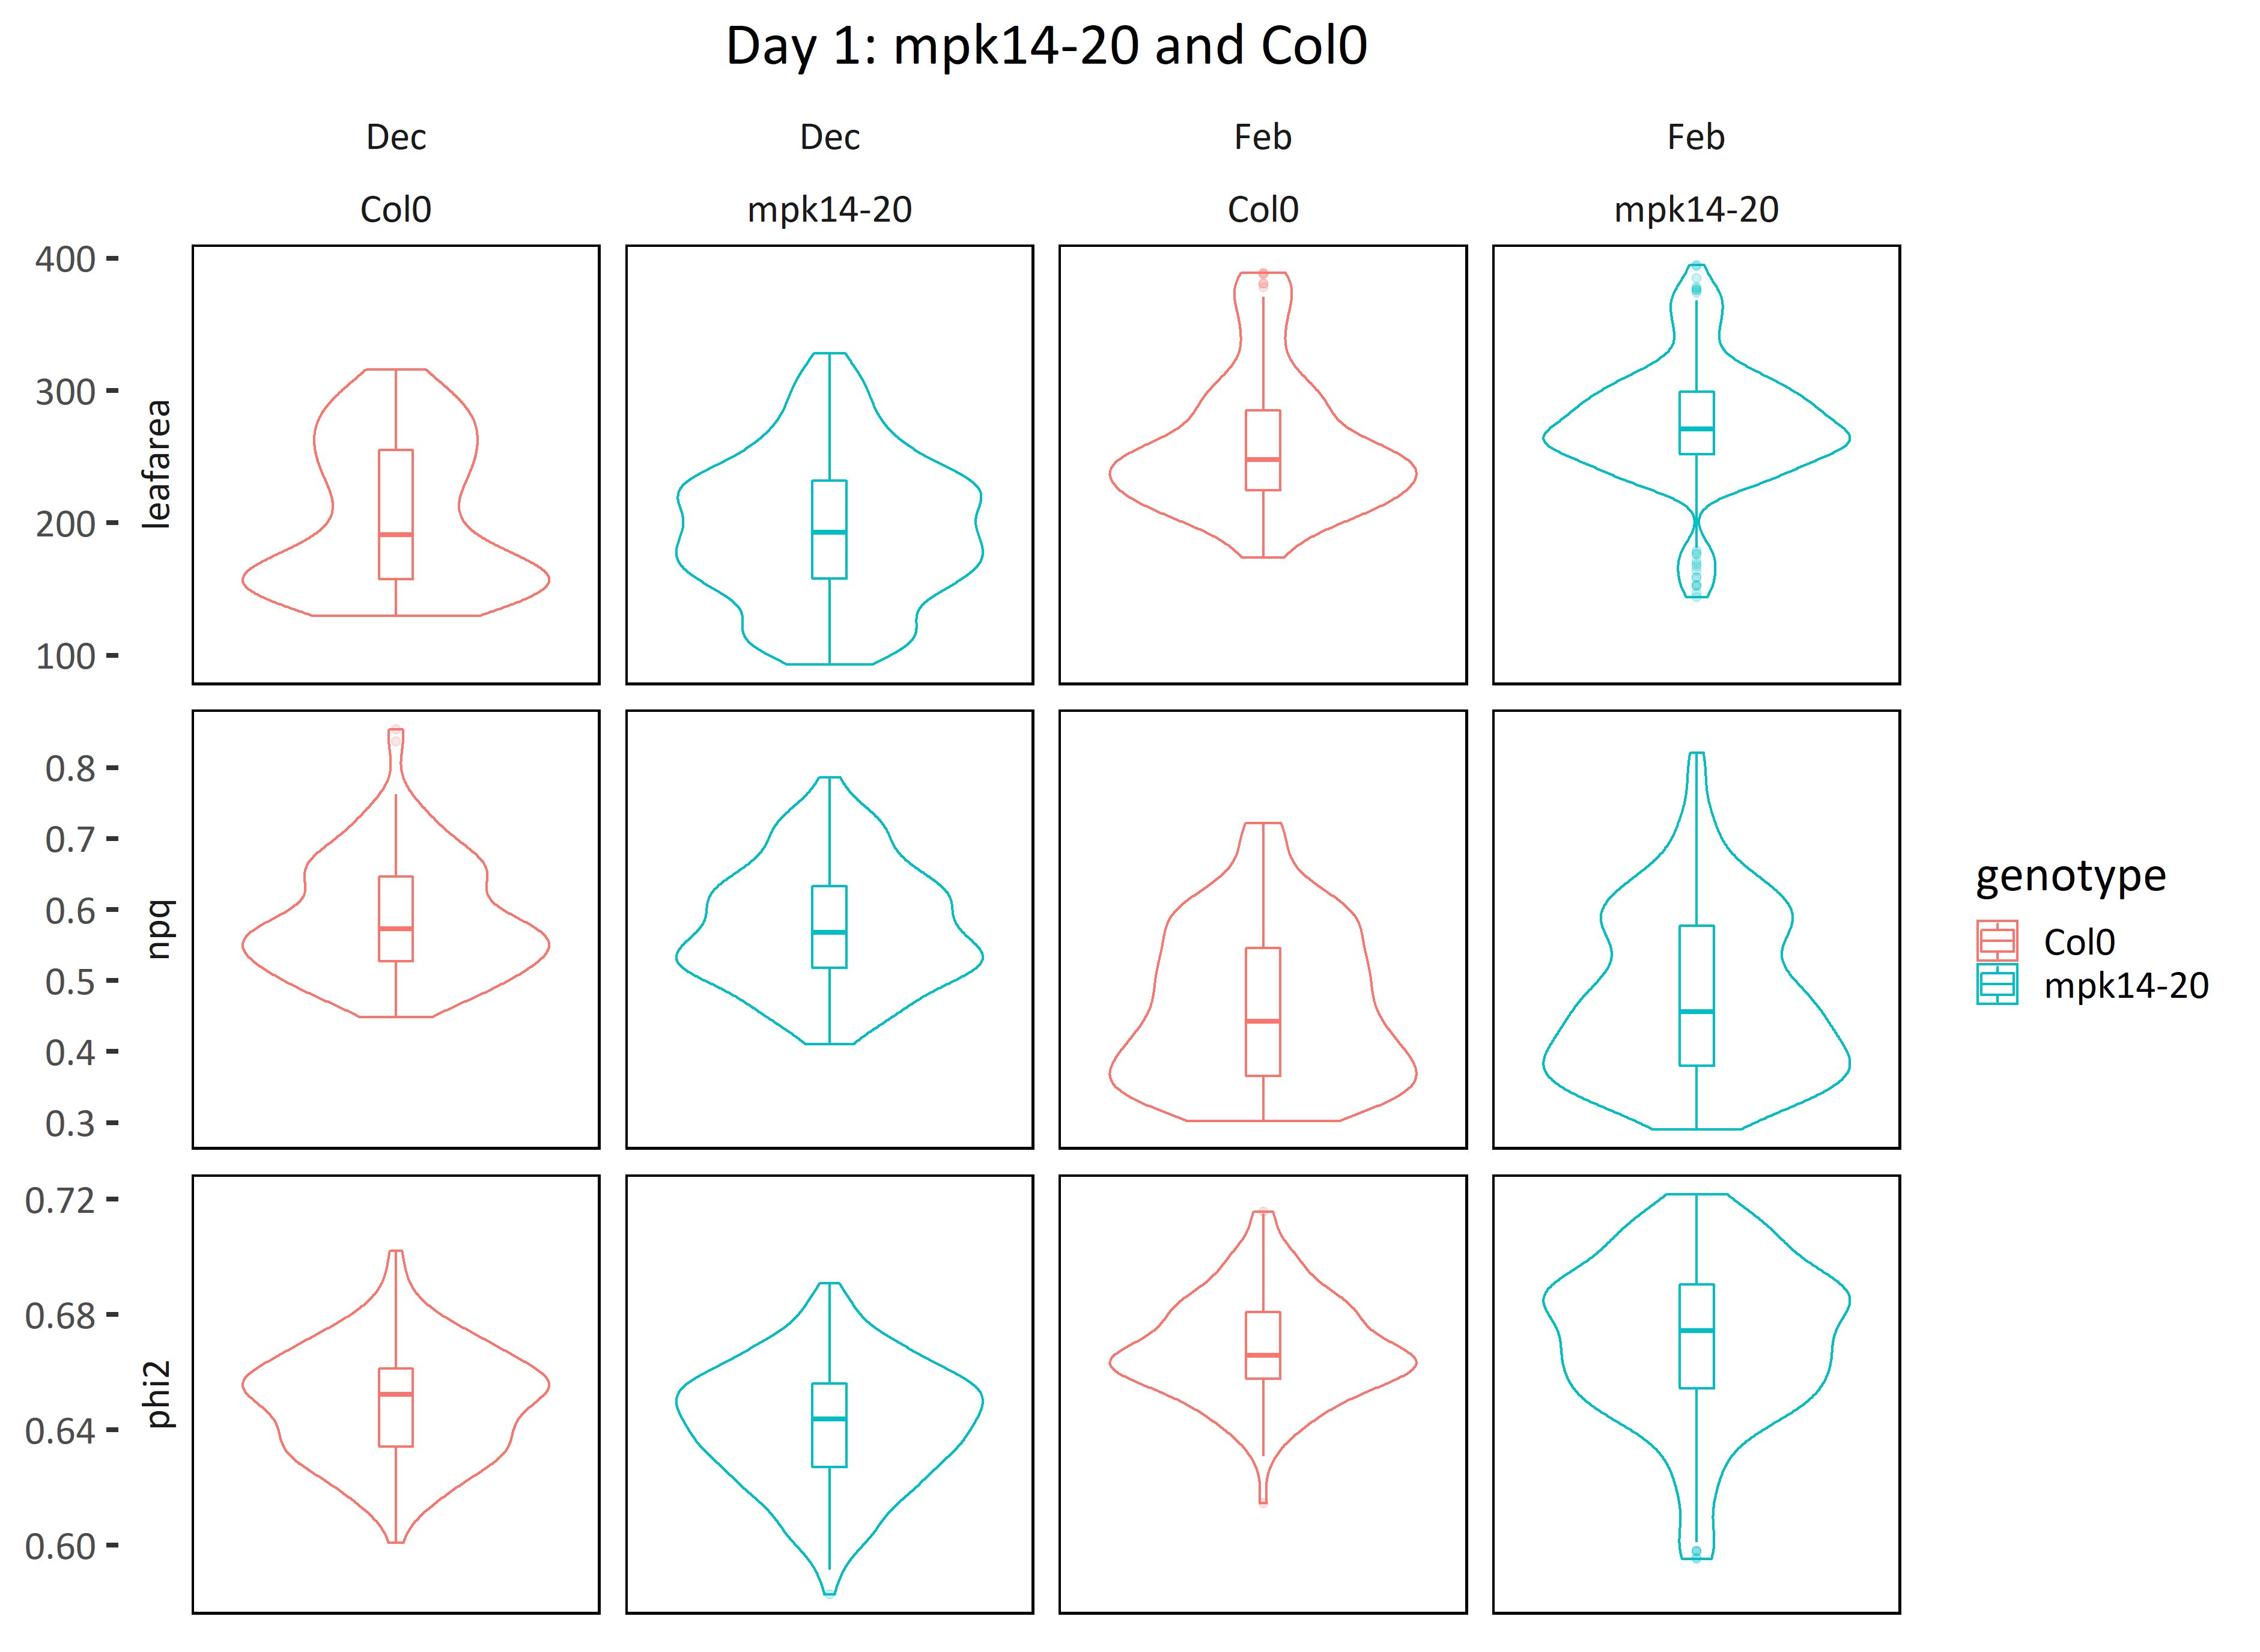 Day 1: mpk14-20 and Col0
Dec Dec Feb Feb
Col0 mpk14-20 Col0 mpk14-20
400
300
200
100
leafarea
0.8
0.7
0.6
0.5
0.4
0.3
npq
0.72
0.68
0.64
0.60
phi2
genotype
Col0
mpk14-20